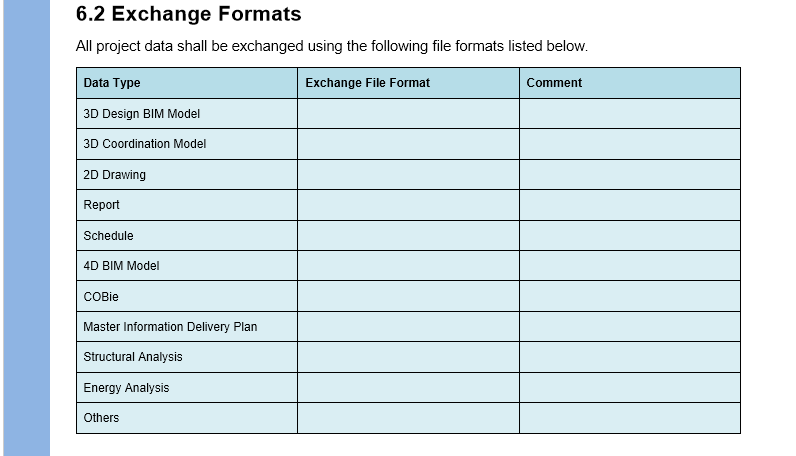 6.2 Exchange Formats
All project data shall be exchanged using the following file formats listed below.
Data Type Exchange File Format Comment
3D Design BIM Model
3D Coordination Model
2D Drawing
Report
Schedule
4D BIM Model
COBie
Master Information Delivery Plan
Structural Analysis
Energy Analysis
Others